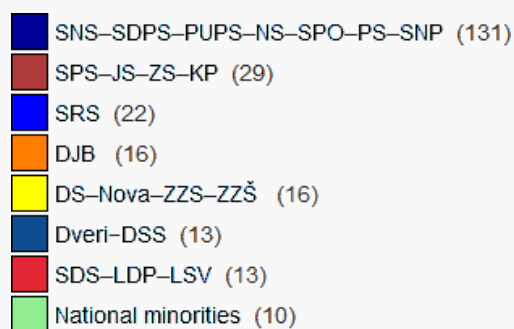 SNS–SDPS–PUPS–NS–SPO–PS–SNP (131)
SPS–JS–ZS–KP (29)
SRS (22)
DJB (16)
DS–Nova–ZZS–ZZŠ (16)
Dveri–DSS (13)
SDS–LDP–LSV (13)
National minorities (10)